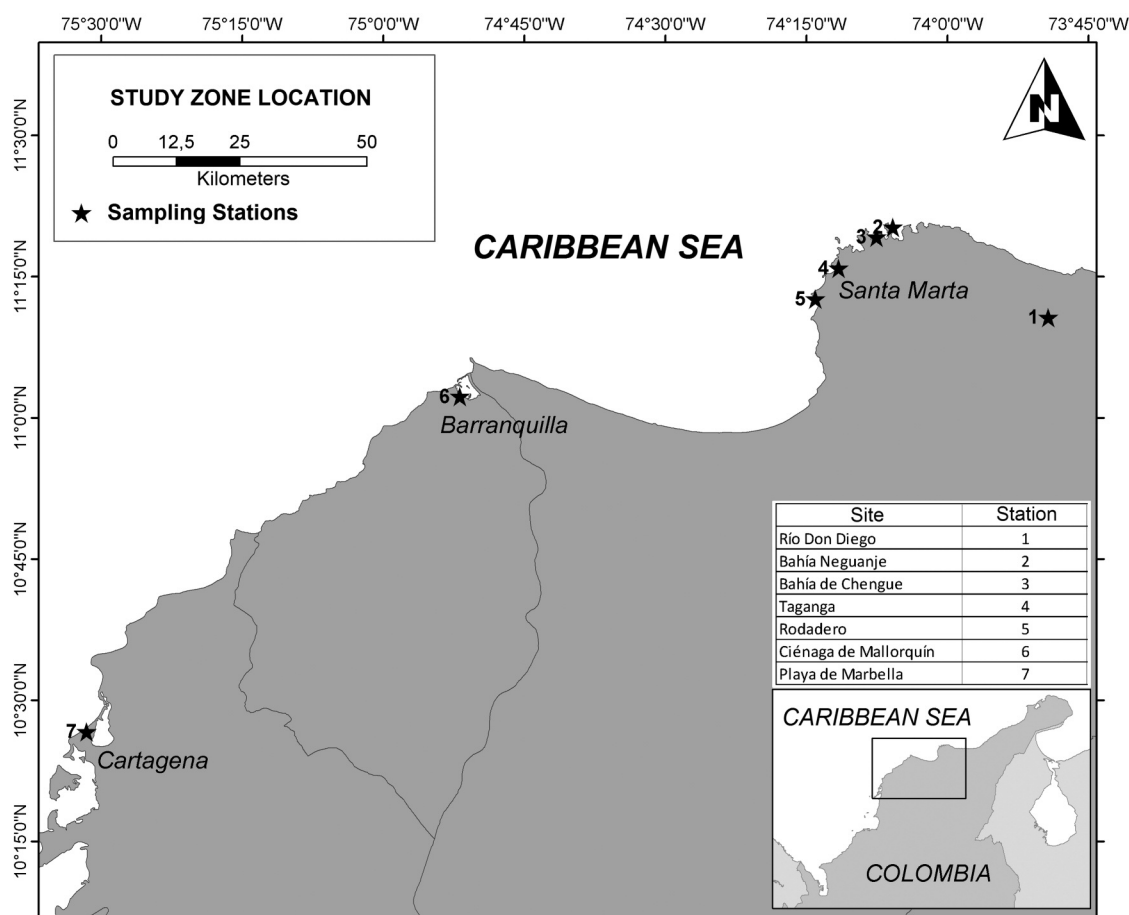 75°30'0"W 75°15'0"W 75°0'0"W 74°45'0"W 74°30'0"W 74°15'0"W 74°0'0"W 73°45'0"W
11°30'0"N
11°15'0"N
11°0'0"N
10°45'0"N
10°30'0"N
10°15'0"N
STUDY ZONE LOCATION
0 12,5 25 50
Kilometers
Sampling Stations
N
CARIBBEAN SEA
2
3
4
Santa Marta
5
1
6
Barranquilla
7
Cartagena
Site Station
Río Don Diego 1
Bahía Neguanje 2
Bahía de Chengue 3
Taganga 4
Rodadero 5
Ciénaga de Mallorquín 6
Playa de Marbella 7
CARIBBEAN SEA
COLOMBIA